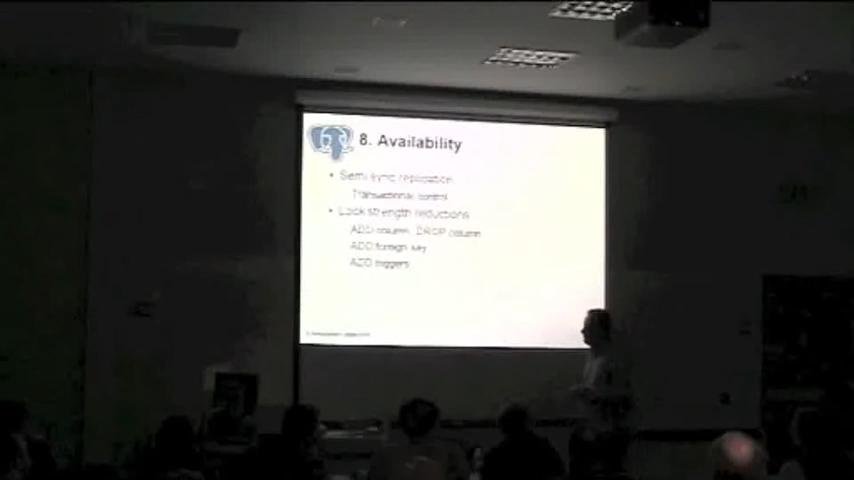 8. Availability
• Semi sync replication
Transactional control
• Lock strength reductions
ADD column, DROP column
ADD foreign key
ADD triggers